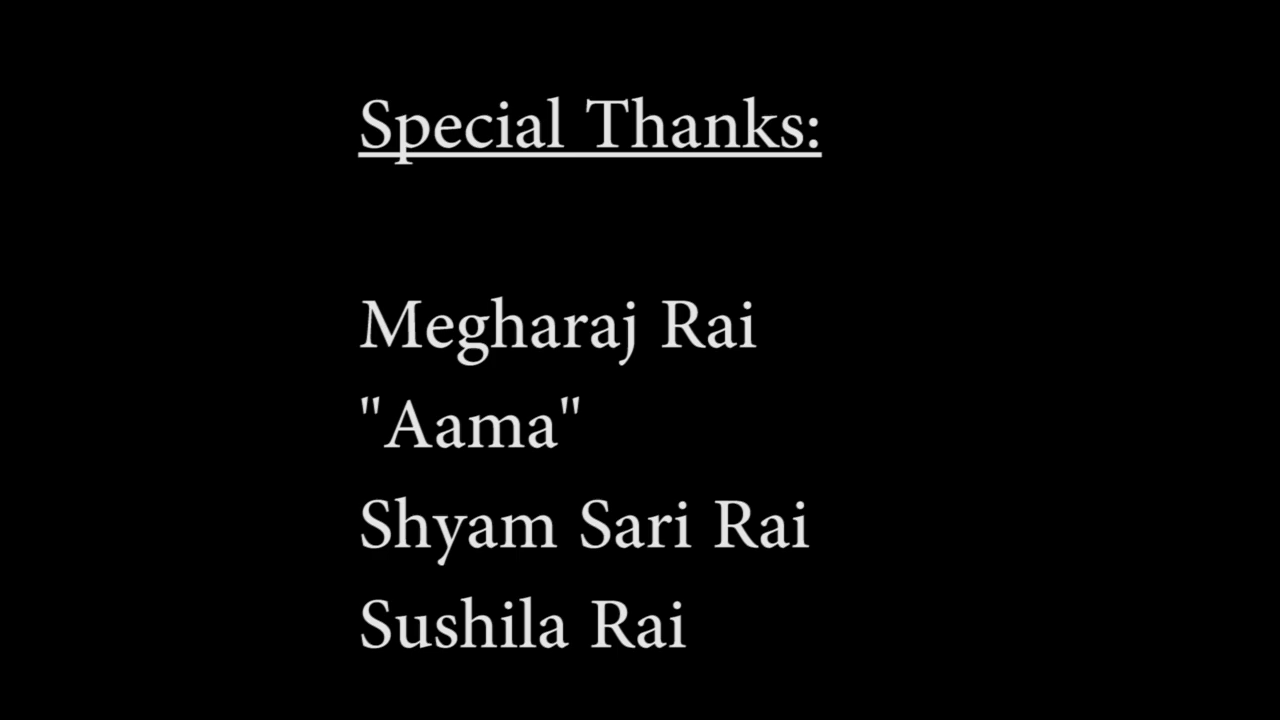 Special Thanks:
Megharaj Rai
"Aama"
Shyam Sari Rai
Sushila Rai